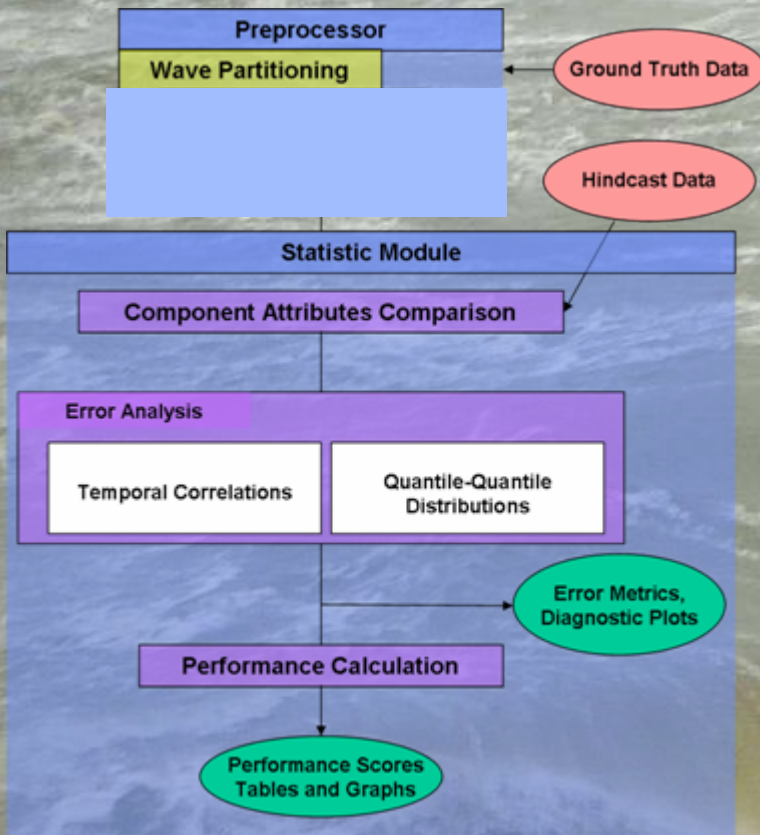 Preprocessor
Wave Partitioning
Ground Truth Data
Hindcast Data
Statistic Module
Component Attributes Comparison
Error Analysis
Temporal Correlations
Quantile-Quantile
Distributions
Error Metrics,
Diagnostic Plots
Performance Calculation
Performance Scores
Tables and Graphs